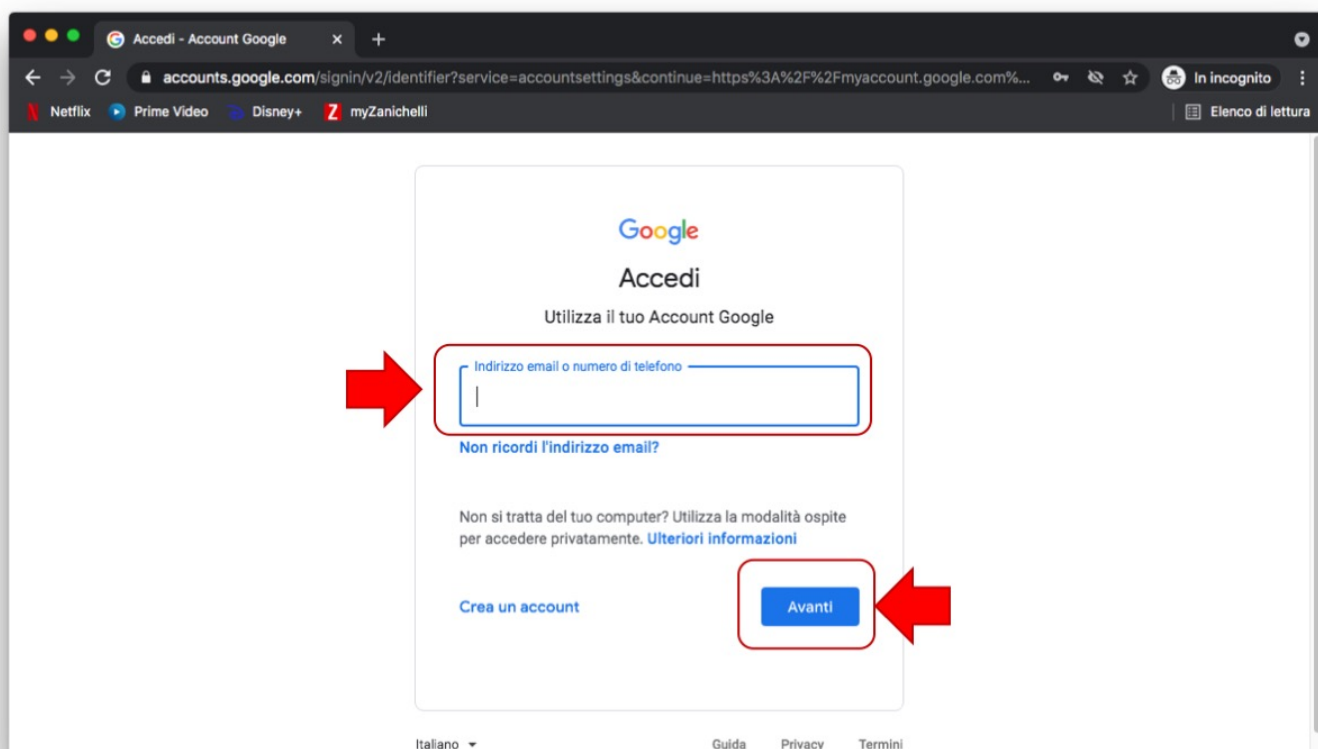 Accedi - Account Google
accounts.google.com/signin/v2/identifier?service=accountsettings&continue=https%3A%2F%2Fmyaccount.google.com%...
In incognito
Netflix Prime Video Disney+ Z myZanichelli Elenco di lettura
Google
Accedi
Utilizza il tuo Account Google
Indirizzo email o numero di telefono
Non ricordi l'indirizzo email?
Non si tratta del tuo computer? Utilizza la modalità ospite
per accedere privatamente. Ulteriori informazioni
Crea un account Avanti
Italiano Guida Privacy Termini